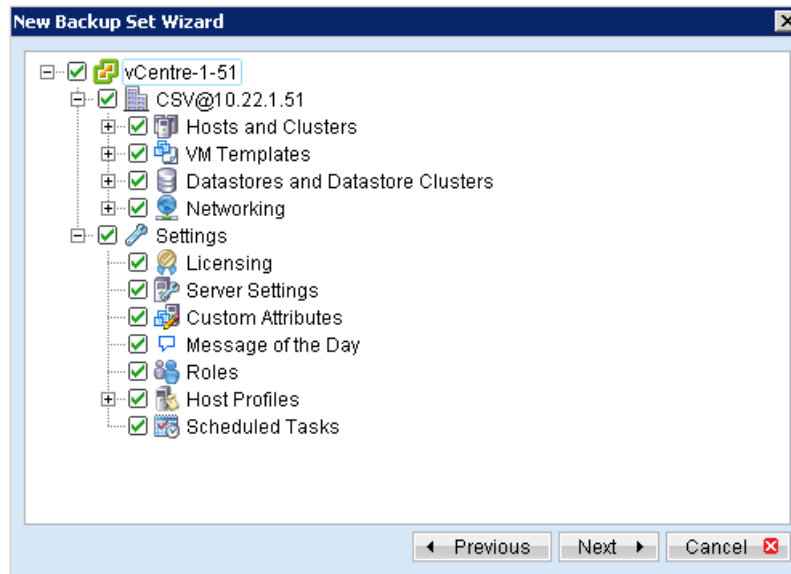 New Backup Set Wizard
vCentre-1-51
CSV@10.22.1.51
Hosts and Clusters
VM Templates
Datastores and Datastore Clusters
Networking
Settings
Licensing
Server Settings
Custom Attributes
Message of the Day
Roles
Host Profiles
Scheduled Tasks
Previous Next Cancel